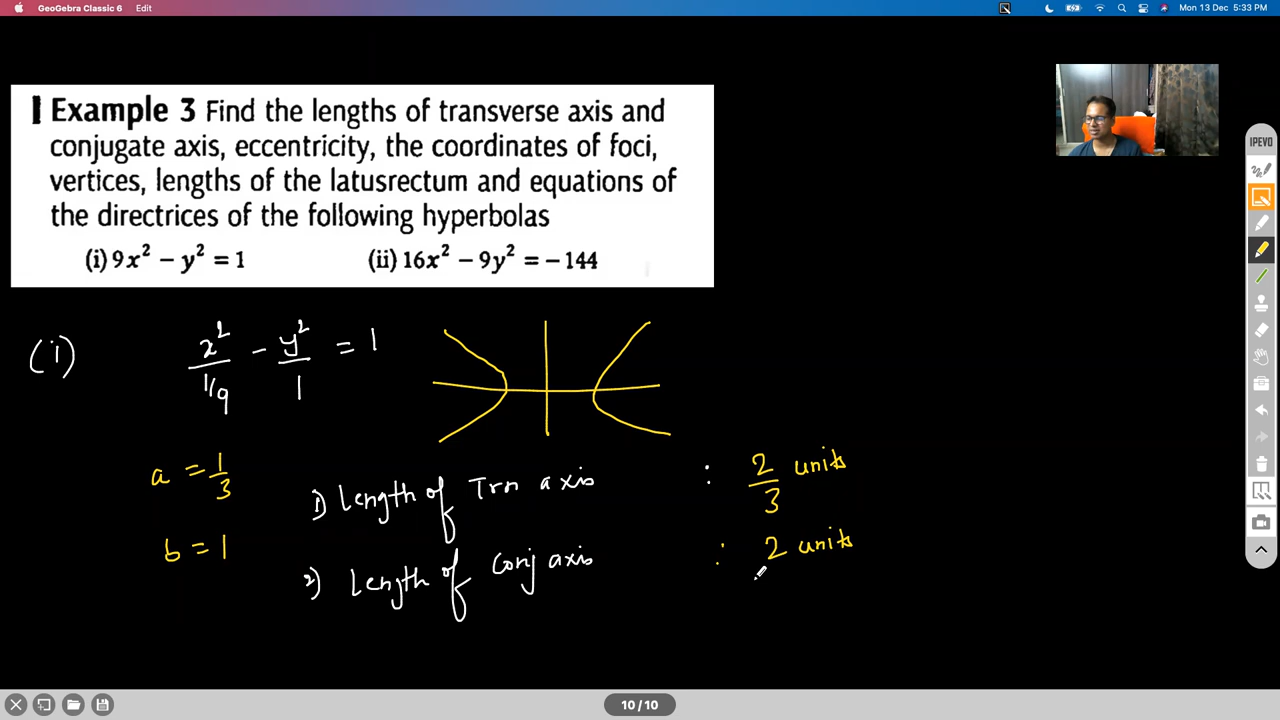 GeoGebra Classic 6 Edit Mon 13 Dec 5:33 PM
Example 3 Find the lengths of transverse axis and
conjugate axis, eccentricity, the coordinates of foci,
vertices, lengths of the latusrectum and equations of
the directrices of the following hyperbolas
(i) 9x² − y² = 1 (ii) 16x² − 9y² = − 144
IPEVO
(i) x²/1/9 − y²/1 = 1
a = 1/3
1) Length of Trn axis : 2/3 units
b = 1
2) Length of Conj axis : 2 units
10 / 10